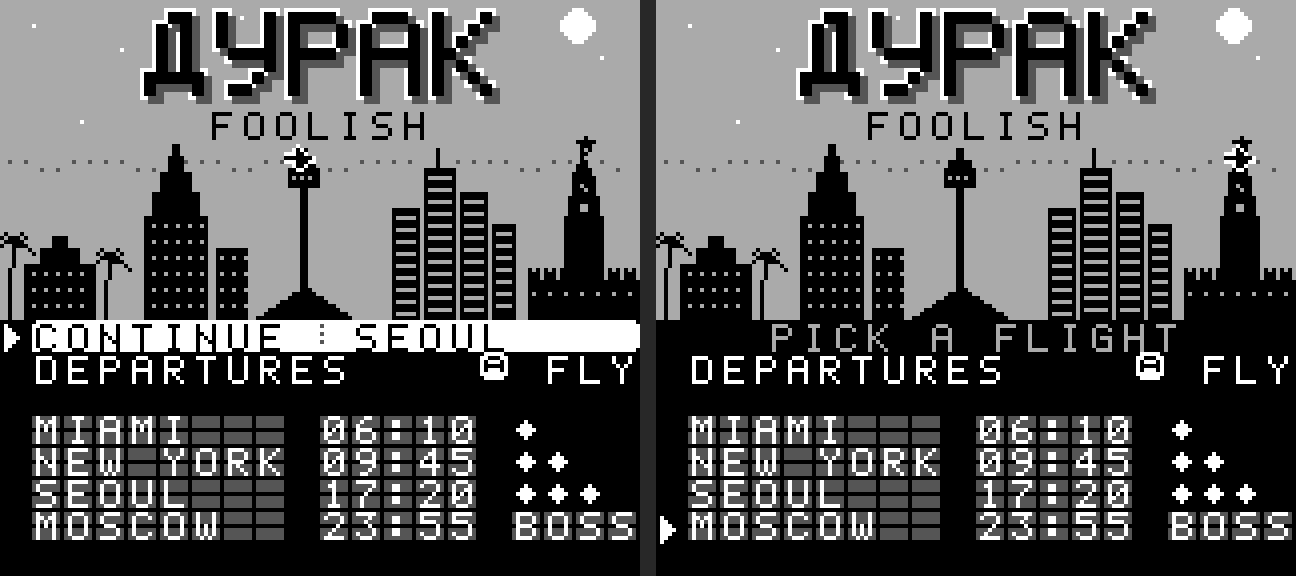 ДУРАК
FOOLISH
CONTINUE : SEOUL
DEPARTURES FLY
MIAMI 06:10
NEW YORK 09:45
SEOUL 17:20
MOSCOW 23:55 BOSS
ДУРАК
FOOLISH
PICK A FLIGHT
DEPARTURES FLY
MIAMI 06:10
NEW YORK 09:45
SEOUL 17:20
MOSCOW 23:55 BOSS